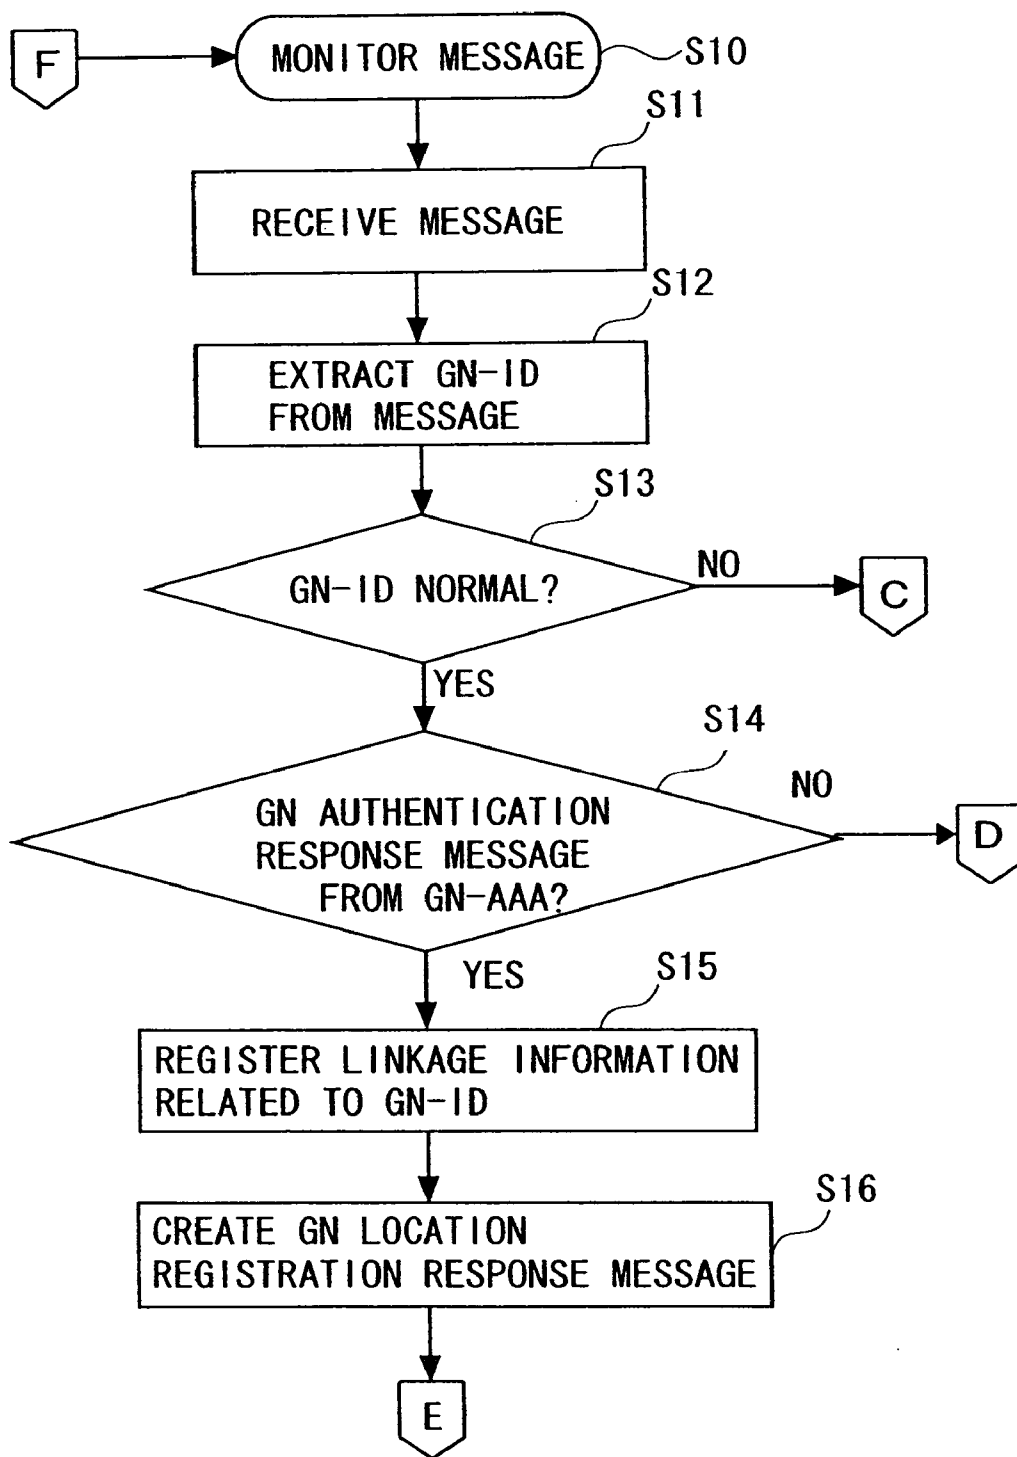 F
MONITOR MESSAGE
S10
S11
RECEIVE MESSAGE
S12
EXTRACT GN-ID
FROM MESSAGE
S13
GN-ID NORMAL?
NO
C
YES
S14
NO
GN AUTHENTICATION
RESPONSE MESSAGE
FROM GN-AAA?
D
YES
S15
REGISTER LINKAGE INFORMATION
RELATED TO GN-ID
S16
CREATE GN LOCATION
REGISTRATION RESPONSE MESSAGE
E